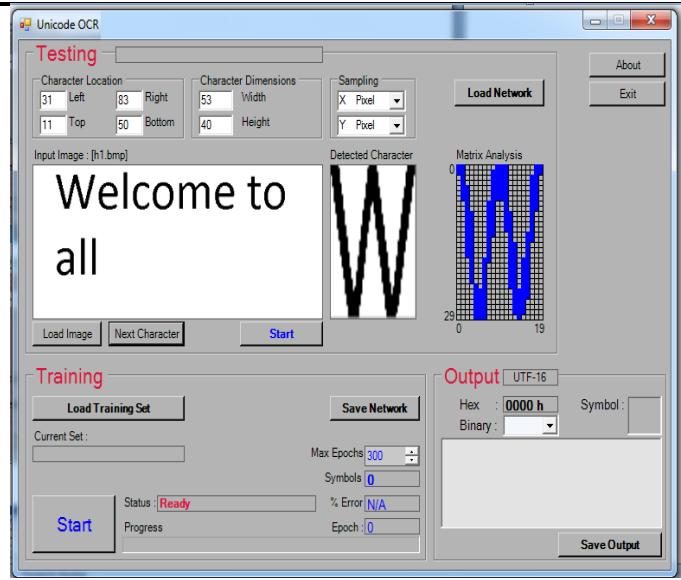 Unicode OCR
Testing
About
Exit
Character Location
31 Left 83 Right
11 Top 50 Bottom
Character Dimensions
53 Width
40 Height
Sampling
X Pixel
Y Pixel
Load Network
Input Image : [h1.bmp]
Detected Character
Matrix Analysis
Welcome to
all
W
0
29
0 19
Load Image Next Character Start
Training
Load Training Set Save Network
Current Set :
Max Epochs 300
Symbols 0
Status : Ready % Error N/A
Start Progress Epoch : 0
Output UTF-16
Hex : 0000 h Symbol :
Binary :
Save Output